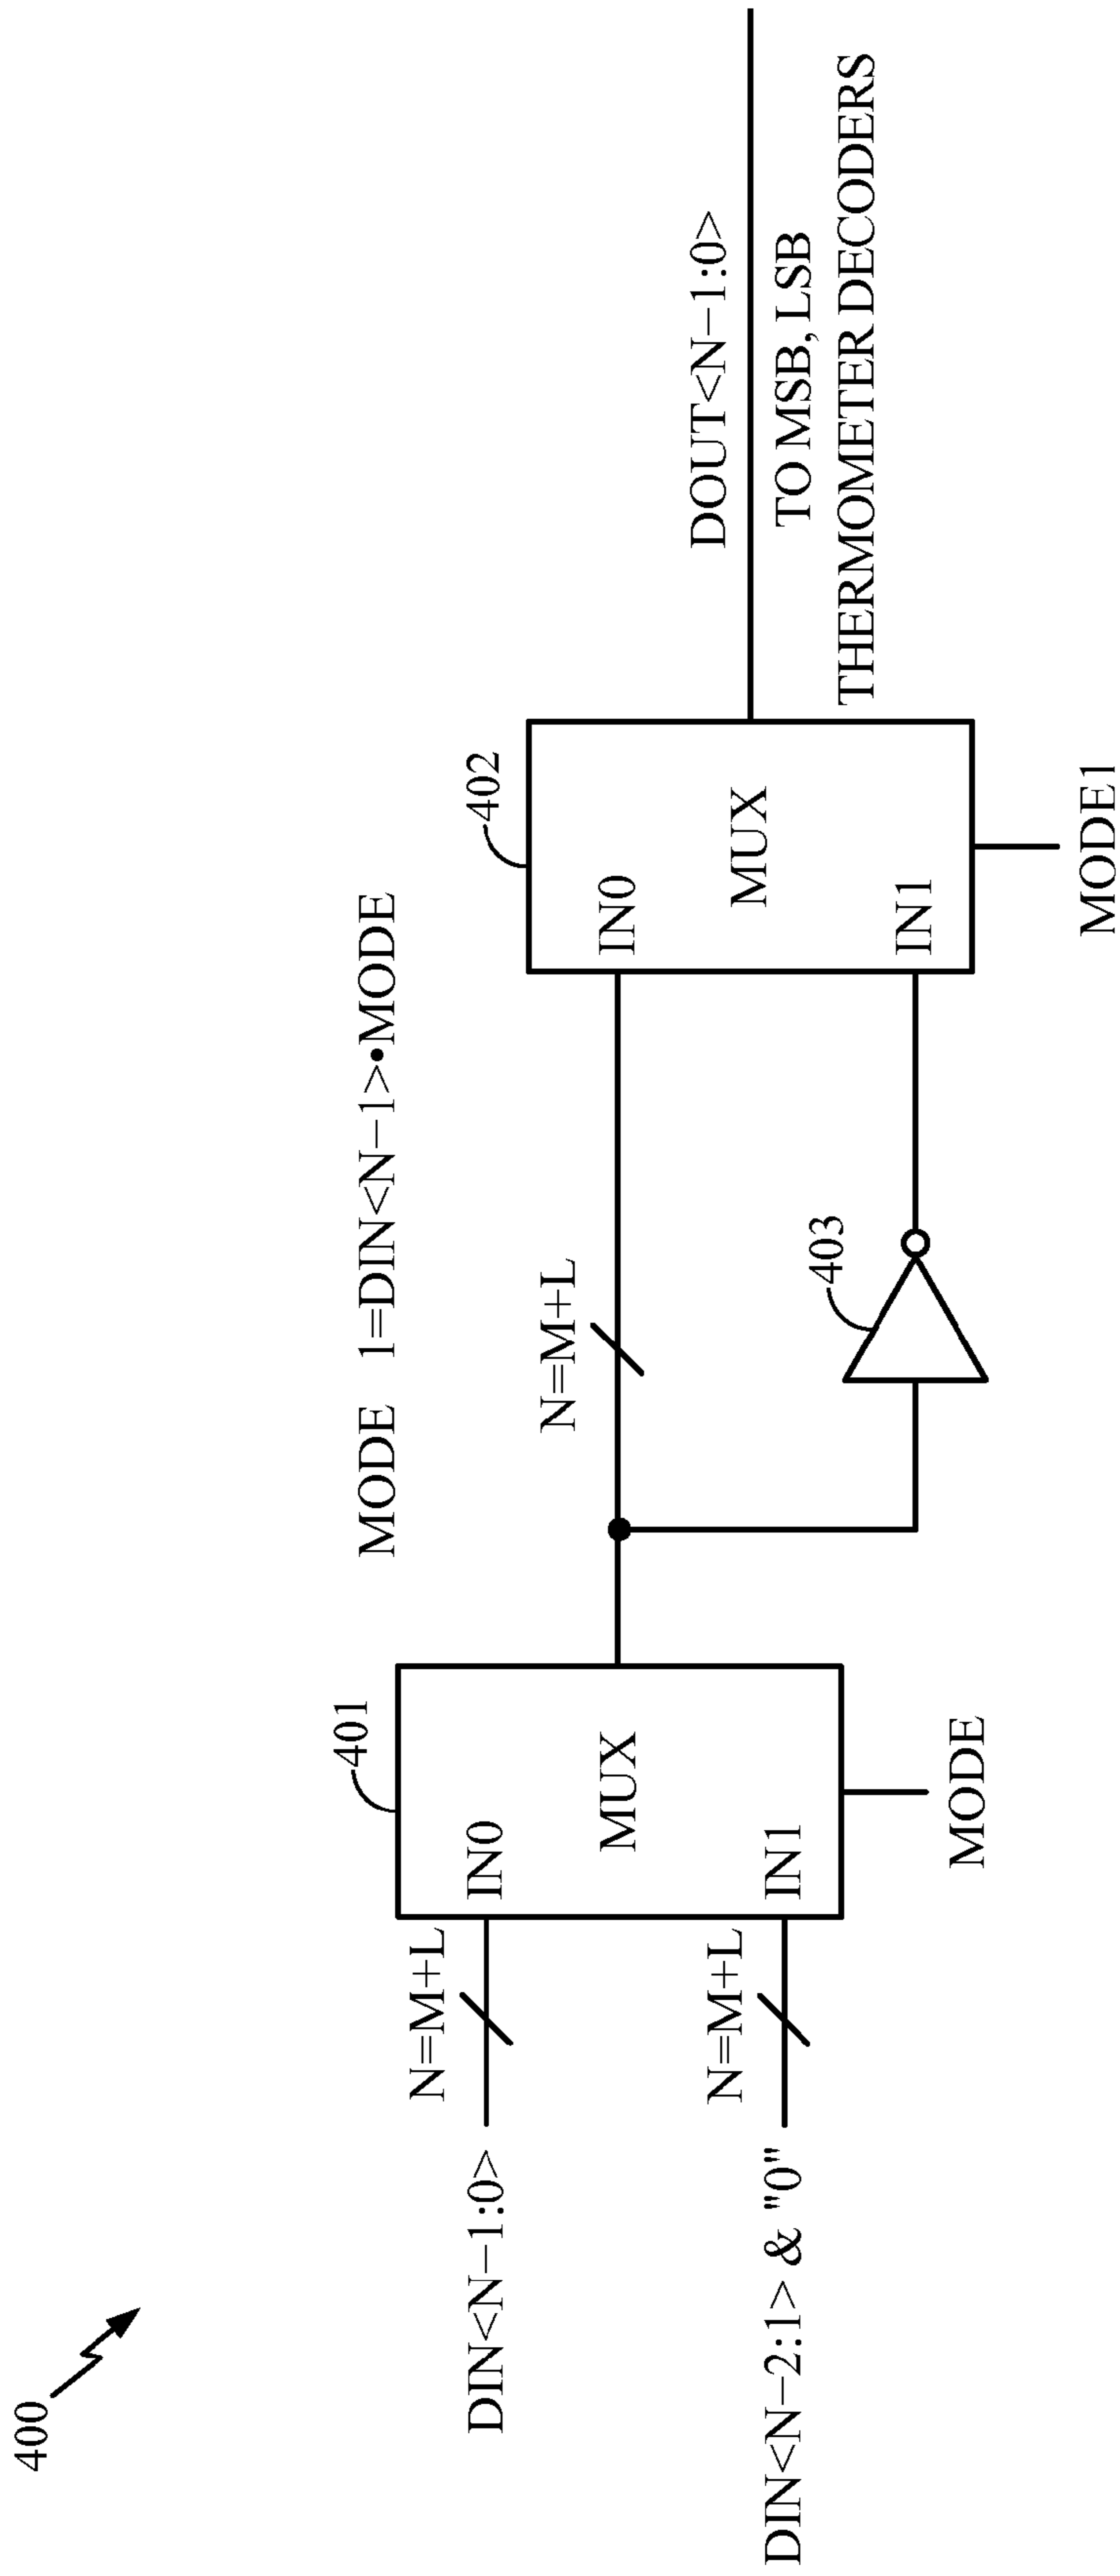 400
MODE 1=DIN<N−1>•MODE
401
402
N=M+L
DIN<N−1:0>
IN0
N=M+L
IN0
DOUT<N−1:0>
MUX
MUX
TO MSB, LSB
THERMOMETER DECODERS
N=M+L
DIN<N−2:1> & "0"
IN1
403
IN1
MODE
MODE1